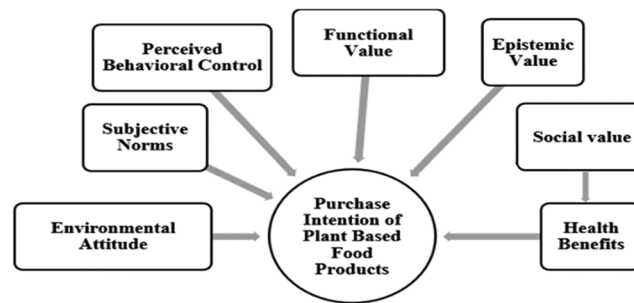 Perceived
Behavioral Control
Functional
Value
Epistemic
Value
Subjective
Norms
Social value
Environmental
Attitude
Purchase
Intention of
Plant Based
Food
Products
Health
Benefits